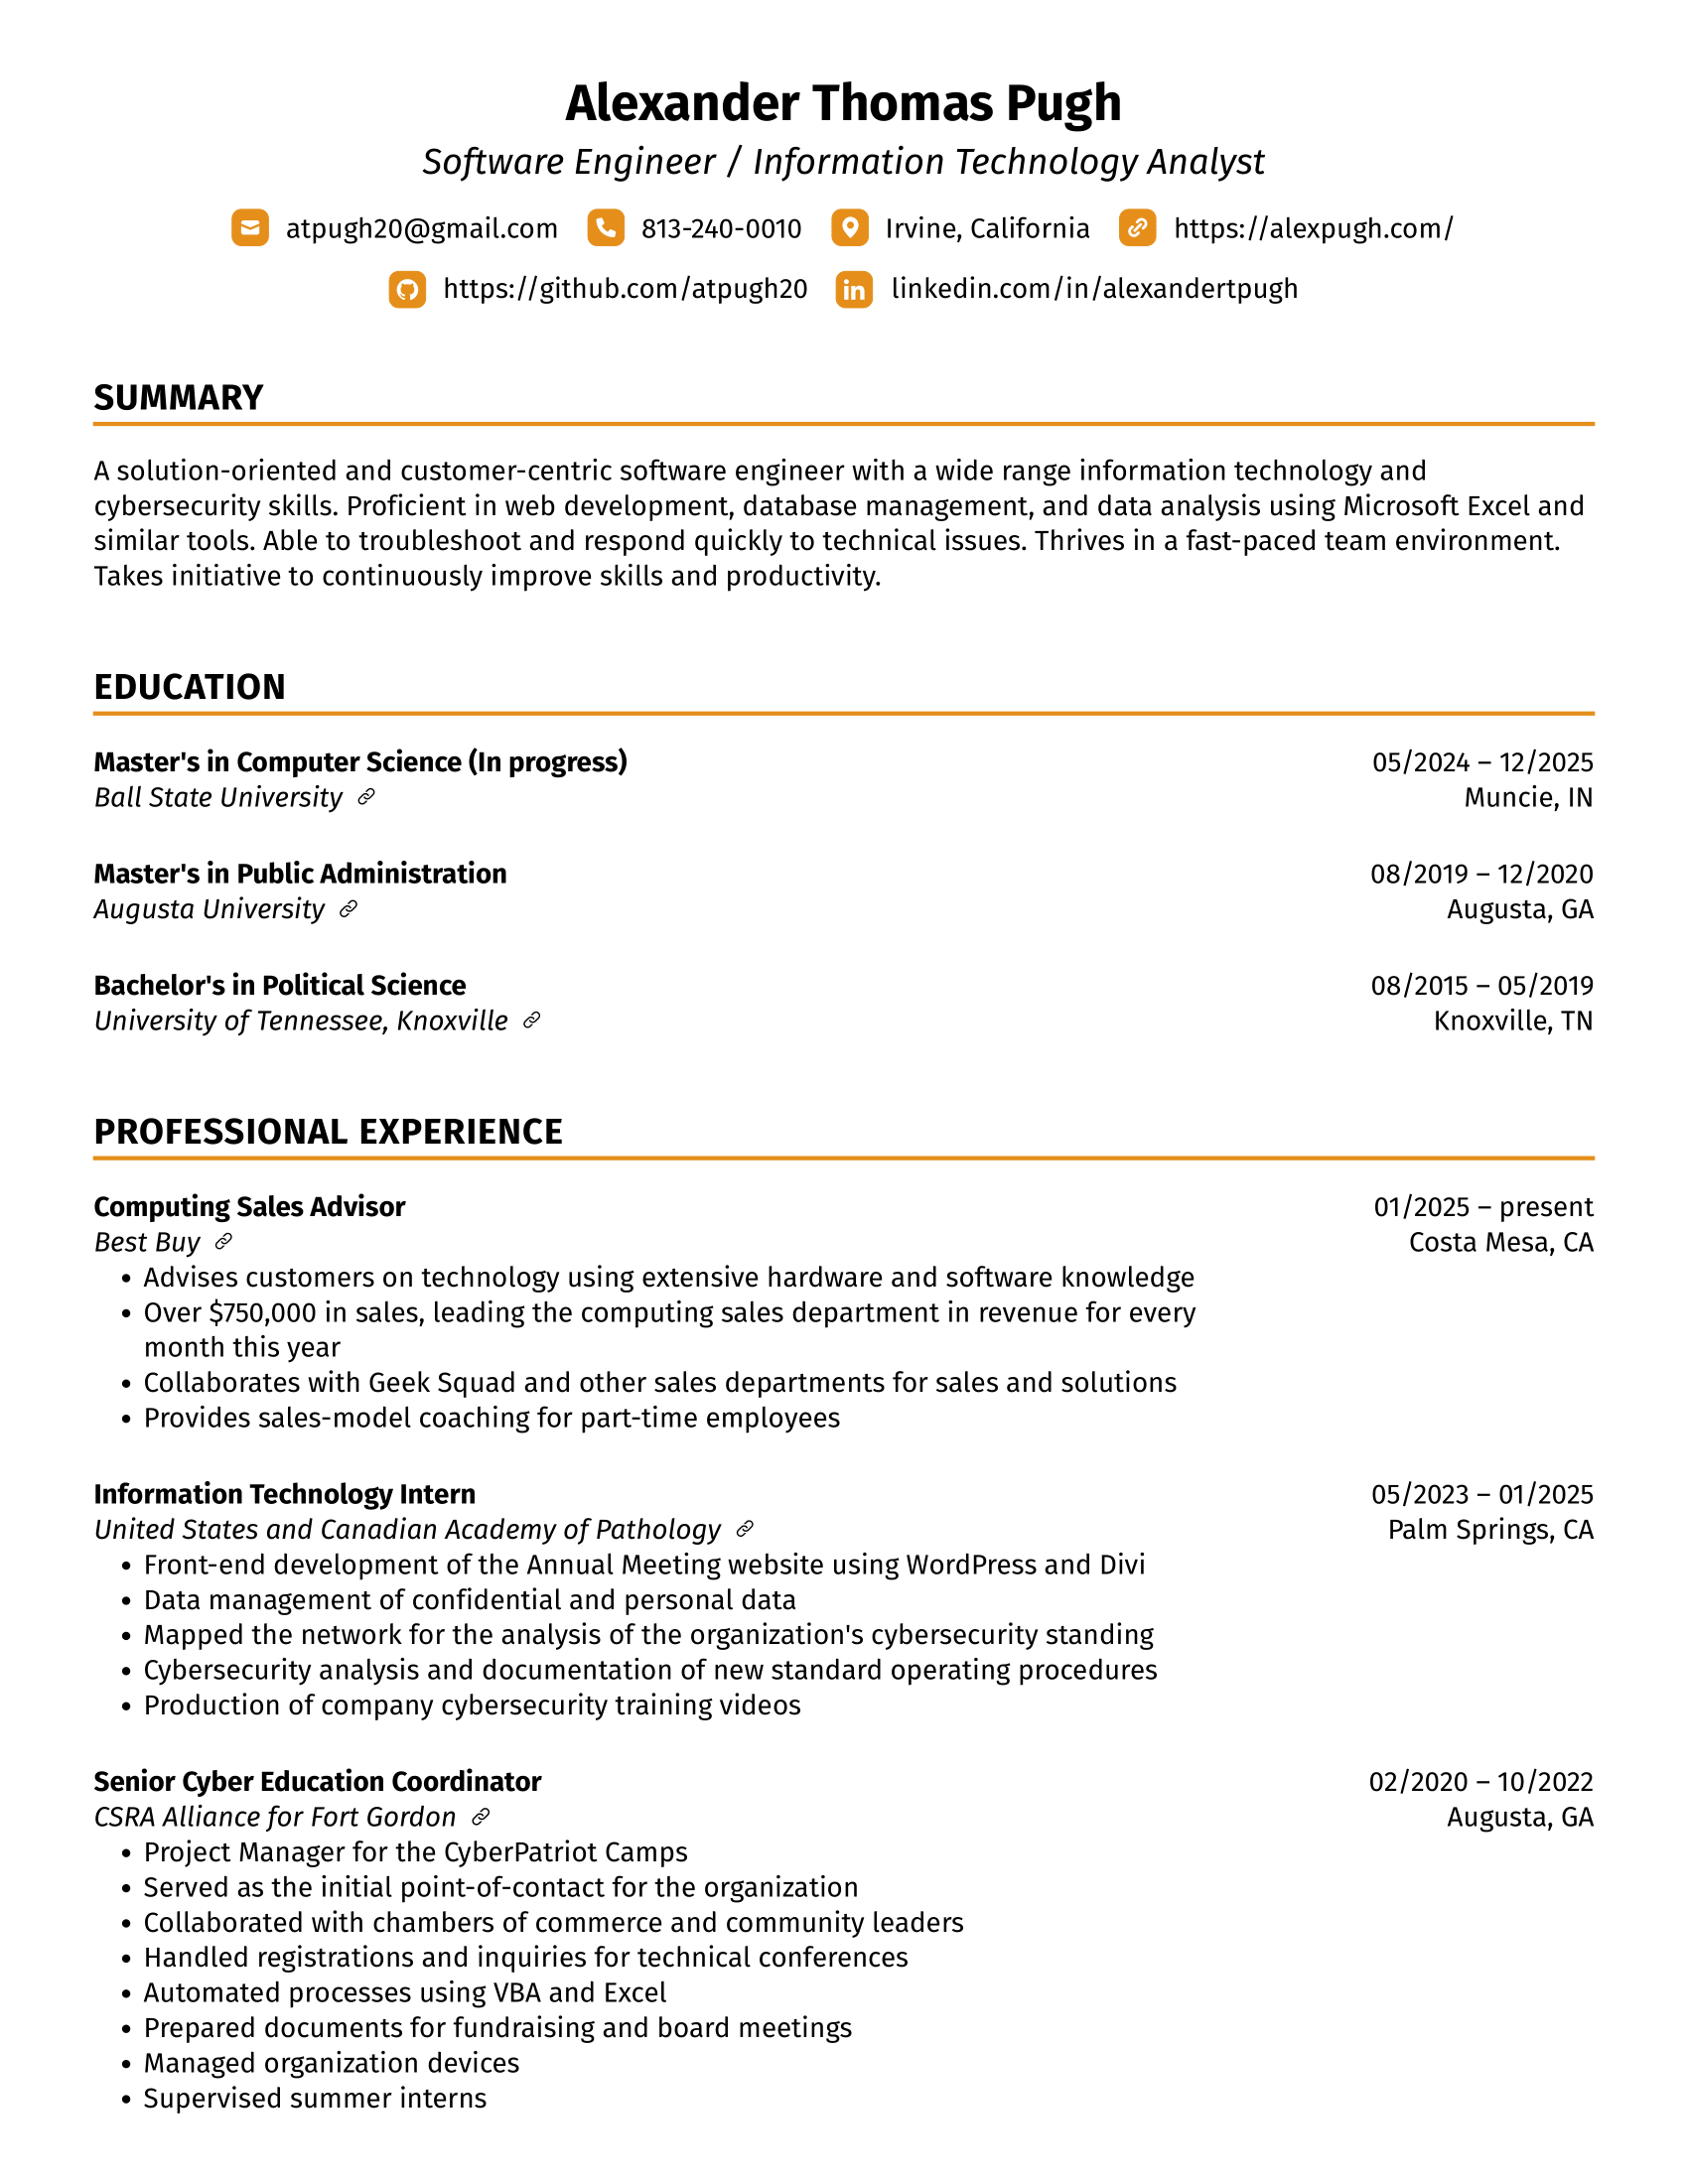 Alexander Thomas Pugh
Software Engineer / Information Technology Analyst
atpugh20@gmail.com 813-240-0010 Irvine, California https://alexpugh.com/
https://github.com/atpugh20 linkedin.com/in/alexandertpugh
SUMMARY
A solution-oriented and customer-centric software engineer with a wide range information technology and
cybersecurity skills. Proficient in web development, database management, and data analysis using Microsoft Excel and
similar tools. Able to troubleshoot and respond quickly to technical issues. Thrives in a fast-paced team environment.
Takes initiative to continuously improve skills and productivity.
EDUCATION
Master's in Computer Science (In progress) 05/2024 – 12/2025
Ball State University Muncie, IN
Master's in Public Administration 08/2019 – 12/2020
Augusta University Augusta, GA
Bachelor's in Political Science 08/2015 – 05/2019
University of Tennessee, Knoxville Knoxville, TN
PROFESSIONAL EXPERIENCE
Computing Sales Advisor 01/2025 – present
Best Buy Costa Mesa, CA
• Advises customers on technology using extensive hardware and software knowledge
• Over $750,000 in sales, leading the computing sales department in revenue for every
month this year
• Collaborates with Geek Squad and other sales departments for sales and solutions
• Provides sales-model coaching for part-time employees
Information Technology Intern 05/2023 – 01/2025
United States and Canadian Academy of Pathology Palm Springs, CA
• Front-end development of the Annual Meeting website using WordPress and Divi
• Data management of confidential and personal data
• Mapped the network for the analysis of the organization's cybersecurity standing
• Cybersecurity analysis and documentation of new standard operating procedures
• Production of company cybersecurity training videos
Senior Cyber Education Coordinator 02/2020 – 10/2022
CSRA Alliance for Fort Gordon Augusta, GA
• Project Manager for the CyberPatriot Camps
• Served as the initial point-of-contact for the organization
• Collaborated with chambers of commerce and community leaders
• Handled registrations and inquiries for technical conferences
• Automated processes using VBA and Excel
• Prepared documents for fundraising and board meetings
• Managed organization devices
• Supervised summer interns